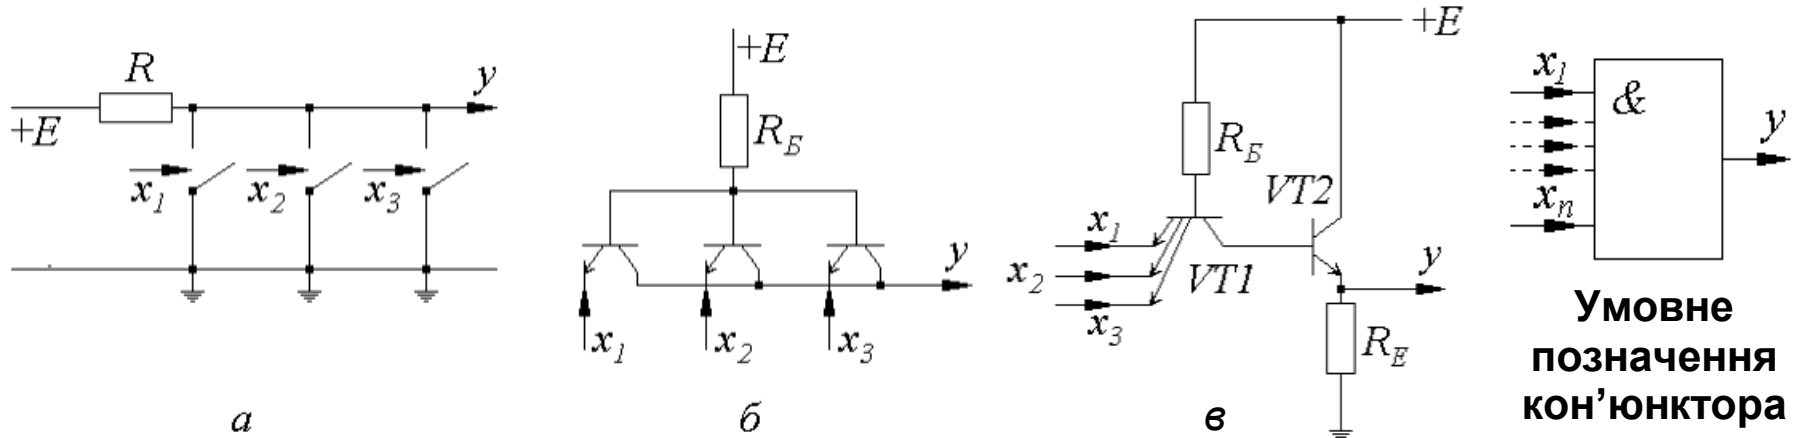 R
y
+E
x1
x2
x3
а
+E
RБ
y
x1
x2
x3
б
+E
RБ
VT2
x1
x2
VT1
x3
y
RE
в
x1
&
y
xn
Умовне
позначення
кон’юнктора